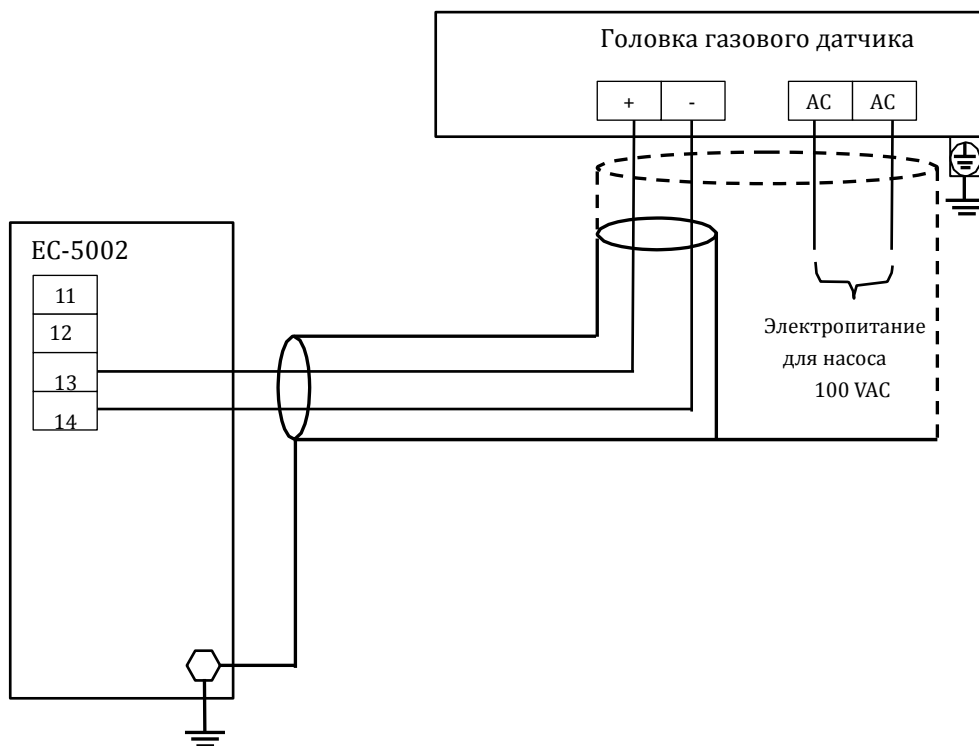 Головка газового датчика
+ - AC AC
EC-5002
11
12
13
14
Электропитание
для насоса
100 VAC